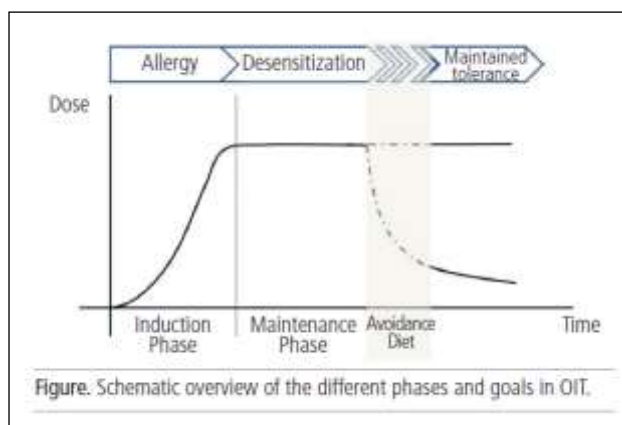 Allergy
Desensitization
Maintained
tolerance
Dose
Induction
Phase
Maintenance
Phase
Avoidance
Diet
Time
Figure. Schematic overview of the different phases and goals in OIT.